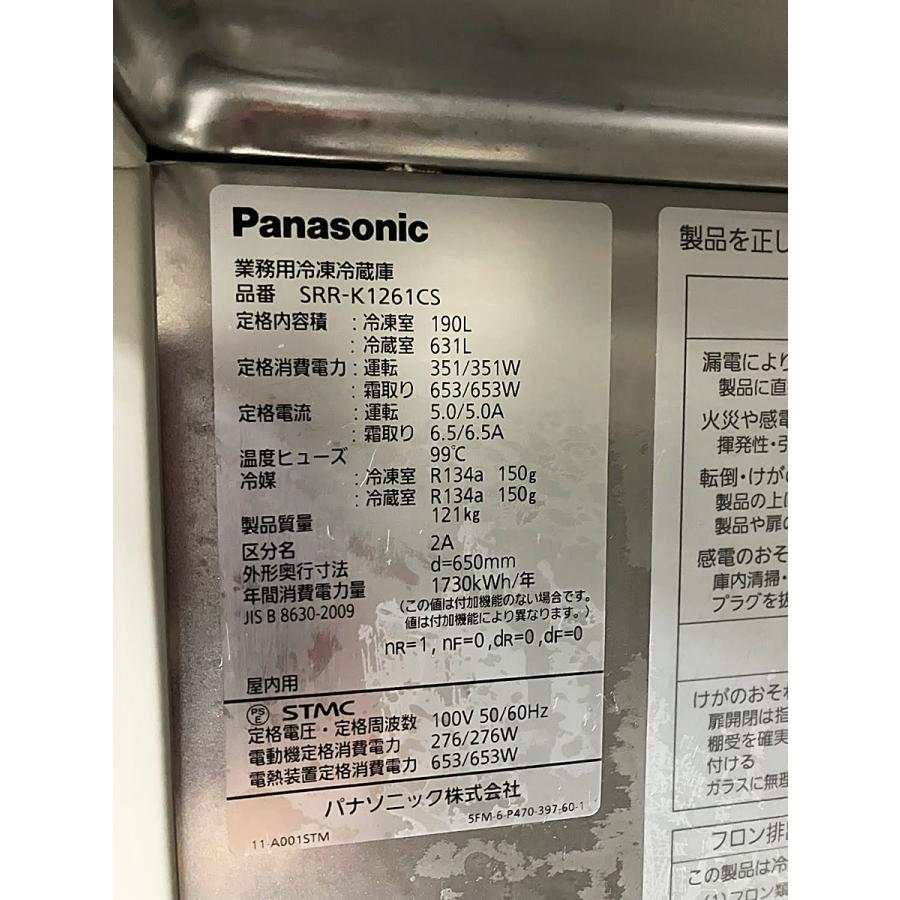 Panasonic
業務用冷凍冷蔵庫
品番 SRR-K1261CS
定格内容積 : 冷凍室 190L
: 冷蔵室 631L
定格消費電力 : 運転 351/351W
: 霜取り 653/653W
定格電流 : 運転 5.0/5.0A
: 霜取り 6.5/6.5A
温度ヒューズ 99℃
冷媒 : 冷凍室 R134a 150g
: 冷蔵室 R134a 150g
製品質量 121kg
区分名 2A
外形奥行寸法 d=650mm
年間消費電力量 1730kWh/年
JIS B 8630-2009 (この値は付加機能のない場合です。
値は付加機能により異なります。)
nR=1, nF=0, dR=0, dF=0
屋内用
PSE STMC
定格電圧・定格周波数 100V 50/60Hz
電動機定格消費電力 276/276W
電熱装置定格消費電力 653/653W
パナソニック株式会社
5FM-6-P470-397-60-1
11-A001STM
製品を正し
漏電により
製品に直
火災や感電
揮発性・引
転倒・けがの
製品の上に
製品や扉の
感電のおそ
庫内清掃・
プラグを抜
けがのおそれ
扉開閉は指
棚受を確実
付ける
ガラスに無理
フロン排出
この製品は冷
(1)フロン類